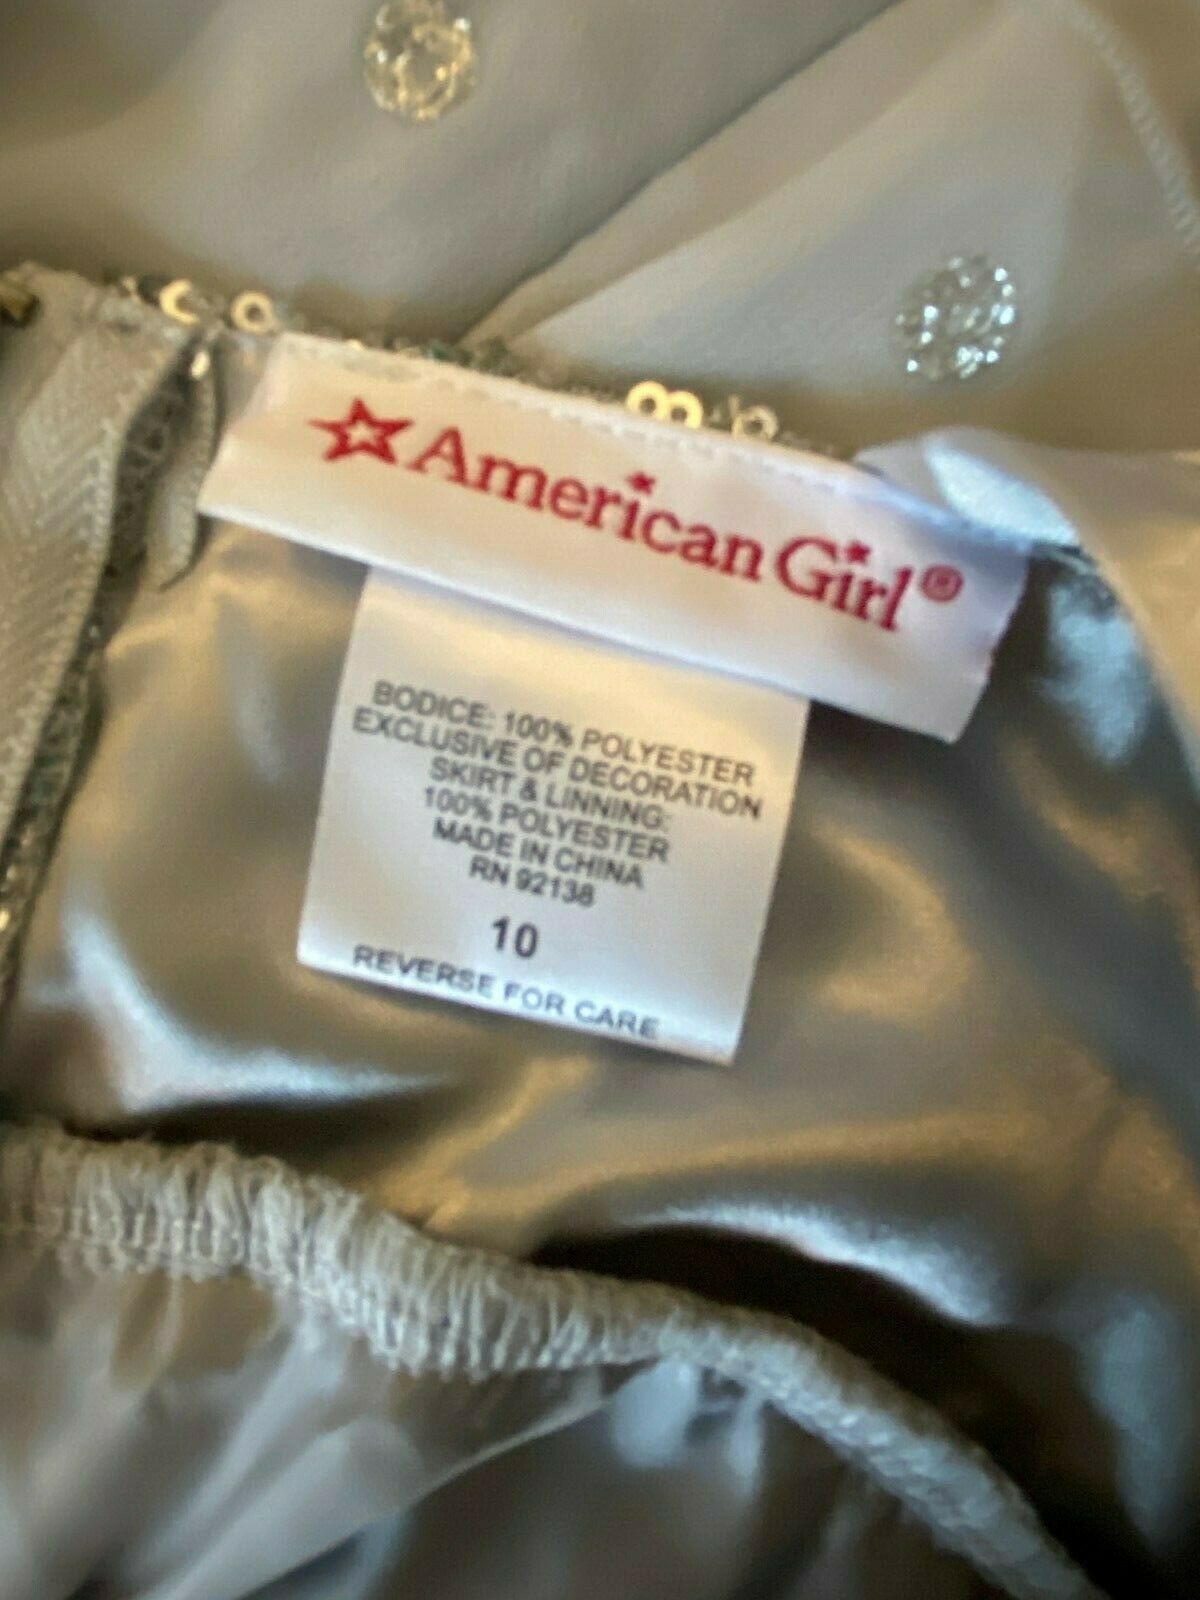 American Girl®
BODICE: 100% POLYESTER
EXCLUSIVE OF DECORATION
SKIRT & LINNING:
100% POLYESTER
MADE IN CHINA
RN 92138
10
REVERSE FOR CARE